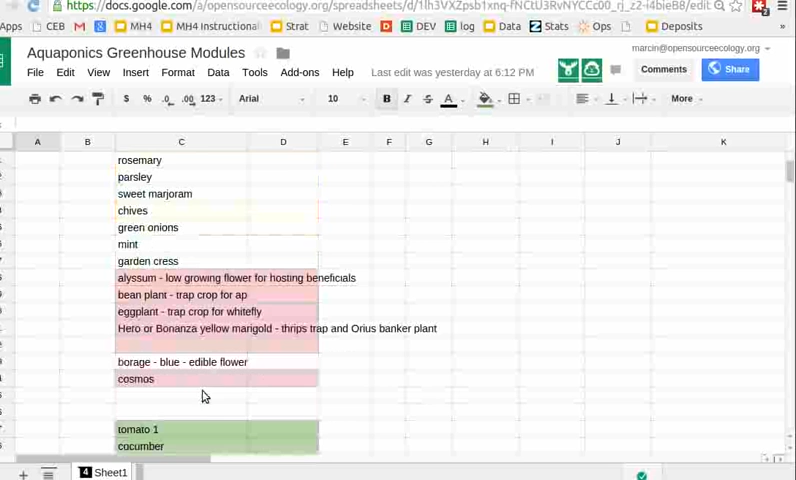 https://docs.google.com/a/opensourceecology.org/spreadsheets/d/1lh3VXZpsb1xnq-fNCtU3RvNYCCc00_rj_z2-i4bieB8/edit
Apps CEB MH4 MH4 Instructional Strat Website DEV log Data Stats Ops Deposits
Aquaponics Greenhouse Modules
marcin@opensourceecology.org
File Edit View Insert Format Data Tools Add-ons Help Last edit was yesterday at 6:12 PM
Comments Share
$ % .0 .00 123 Arial 10 B I S A More
A B C D E F G H I J K
rosemary
parsley
sweet marjoram
chives
green onions
mint
garden cress
alyssum - low growing flower for hosting beneficials
bean plant - trap crop for ap
eggplant - trap crop for whitefly
Hero or Bonanza yellow marigold - thrips trap and Orius banker plant
borage - blue - edible flower
cosmos
tomato 1
cocumber
4 Sheet1